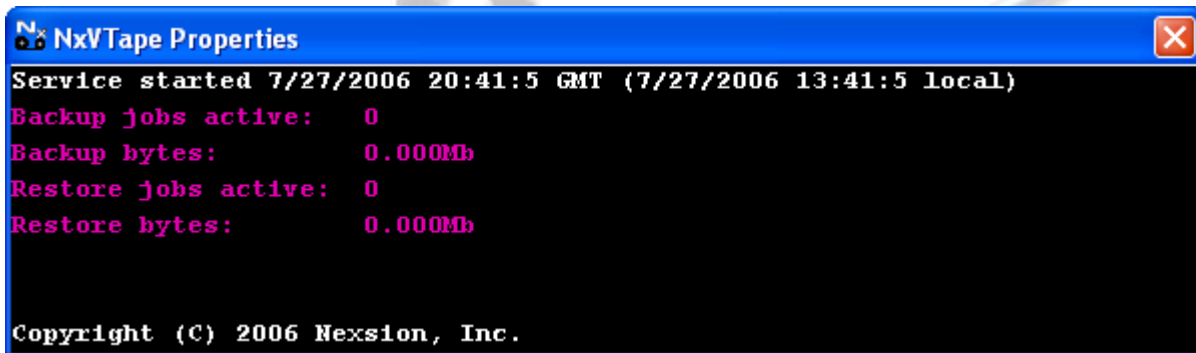 NxVTape Properties
Service started 7/27/2006 20:41:5 GMT (7/27/2006 13:41:5 local)
Backup jobs active: 0
Backup bytes: 0.000Mb
Restore jobs active: 0
Restore bytes: 0.000Mb
Copyright (C) 2006 Nexsion, Inc.